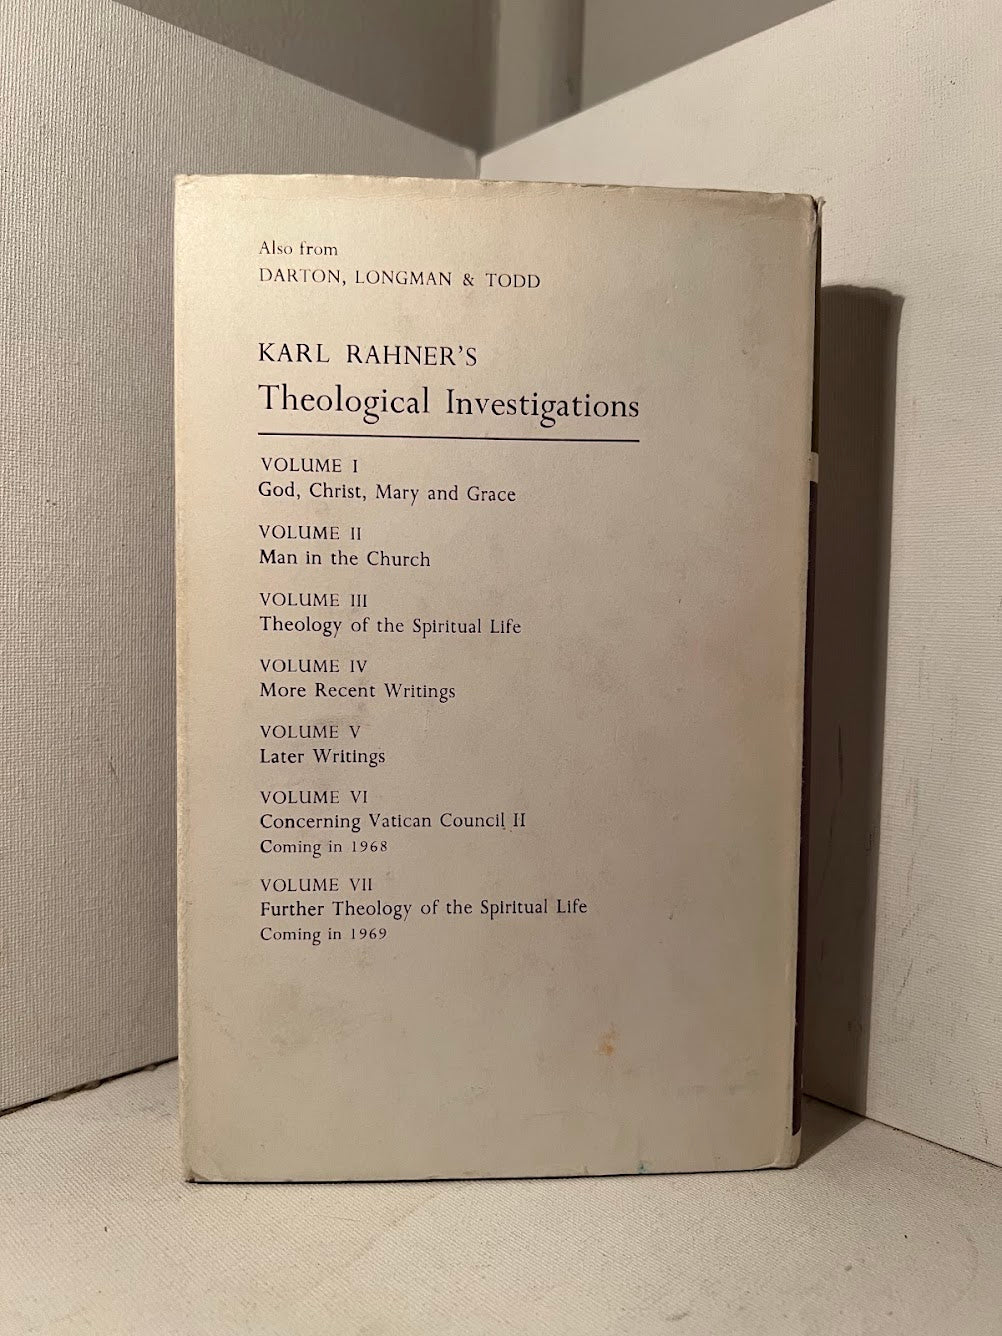 Also from
DARTON, LONGMAN & TODD
KARL RAHNER'S
Theological Investigations
VOLUME I
God, Christ, Mary and Grace
VOLUME II
Man in the Church
VOLUME III
Theology of the Spiritual Life
VOLUME IV
More Recent Writings
VOLUME V
Later Writings
VOLUME VI
Concerning Vatican Council II
Coming in 1968
VOLUME VII
Further Theology of the Spiritual Life
Coming in 1969